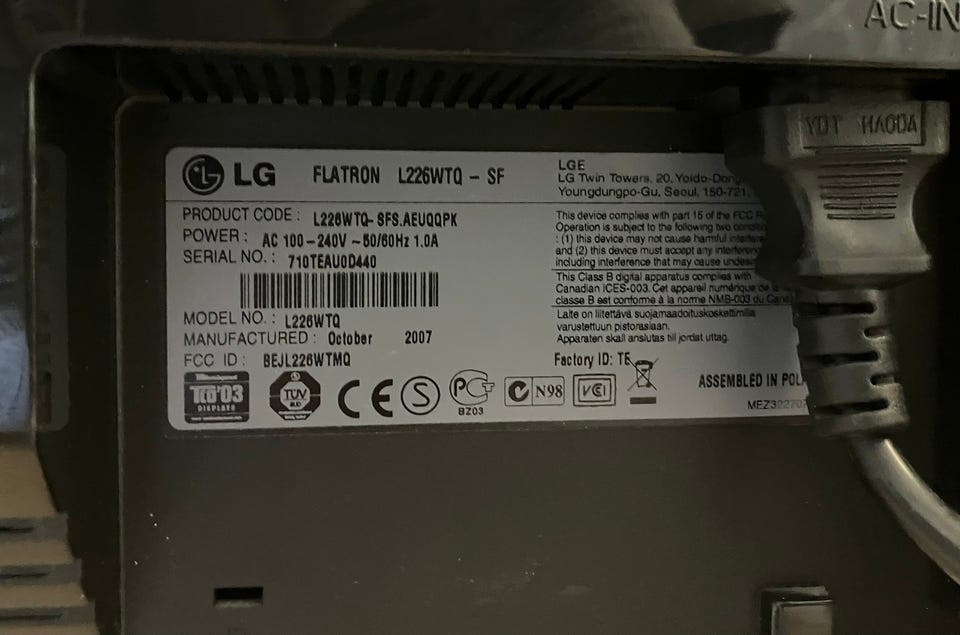 AC-IN
YDT HAODA
LG FLATRON L226WTQ - SF
LGE
LG Twin Towers, 20, Yoido-Dong
Youngdungpo-Gu, Seoul, 150-721,
PRODUCT CODE : L226WTQ-SFS.AEUQQPK
POWER : AC 100-240V ~50/60Hz 1.0A
SERIAL NO. : 710TEAU0D440
MODEL NO. : L226WTQ
MANUFACTURED : October 2007
FCC ID : BEJL226WTMQ
This device complies with part 15 of the FCC
Operation is subject to the following two
: (1) this device may not cause harmful
and (2) this device must accept any
including interference that may cause
This Class B digital apparatus complies with
Canadian ICES-003. Cet appareil numérique de
classe B est conforme à la norme NMB-003 du
Laite on liitettävä suojamaadoituskoskettimilla
varustettuun pistorasiaan.
Apparaten skall anslutas till jordat uttag.
Factory ID: TE
TCO'03
DISPLAYS
TÜV
CE
S
PCT
BZ03
N98
VCI
ASSEMBLED IN